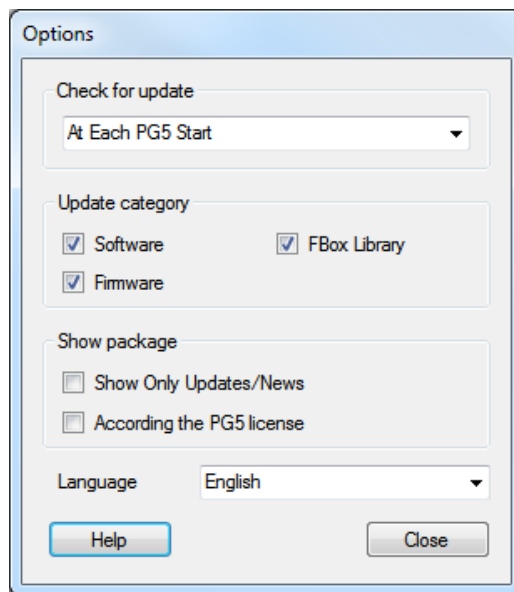 Options
Check for update
At Each PG5 Start
Update category
Software FBox Library
Firmware
Show package
Show Only Updates/News
According the PG5 license
Language English
Help Close